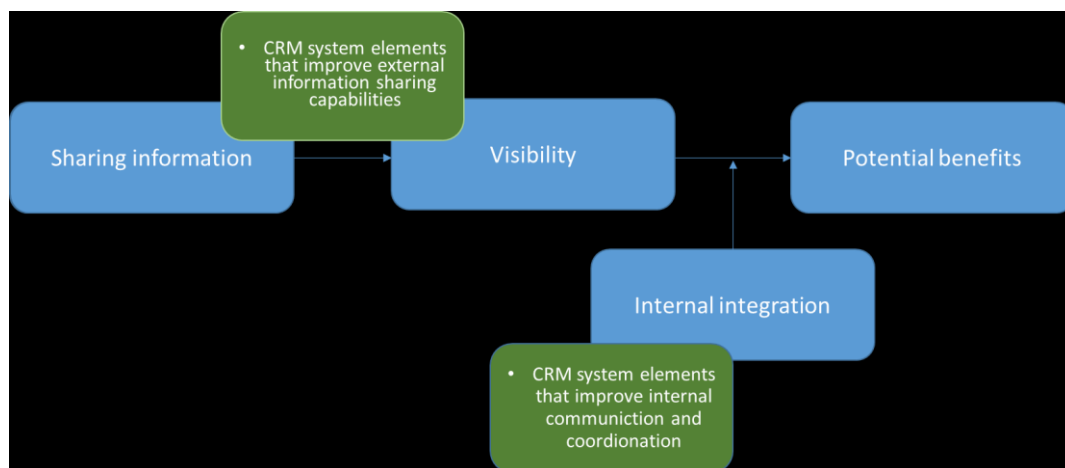 • CRM system elements
that improve external
information sharing
capabilities
Sharing information
Visibility
Potential benefits
Internal integration
• CRM system elements
that improve internal
communiction and
coordionation